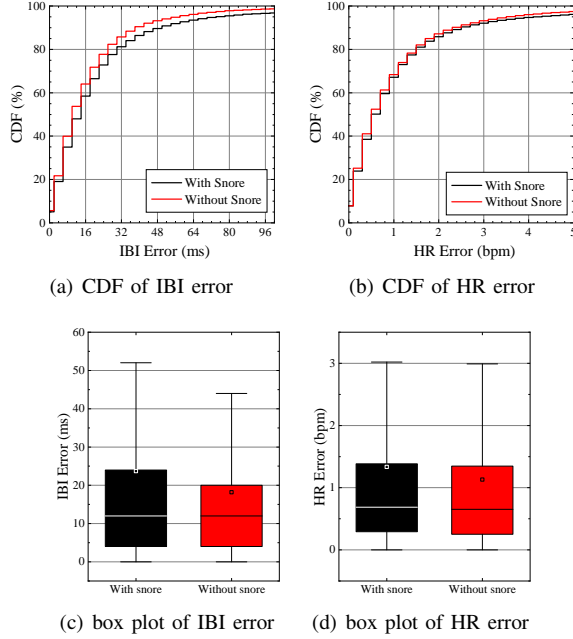 100
80
60
40
20
0
CDF (%)
With Snore
Without Snore
0 16 32 48 64 80 96
IBI Error (ms)
(a) CDF of IBI error
100
80
60
40
20
0
CDF (%)
With Snore
Without Snore
0 1 2 3 4 5
HR Error (bpm)
(b) CDF of HR error
60
50
40
30
20
10
0
IBI Error (ms)
With snore Without snore
(c) box plot of IBI error
3
2
1
0
HR Error (bpm)
With snore Without snore
(d) box plot of HR error